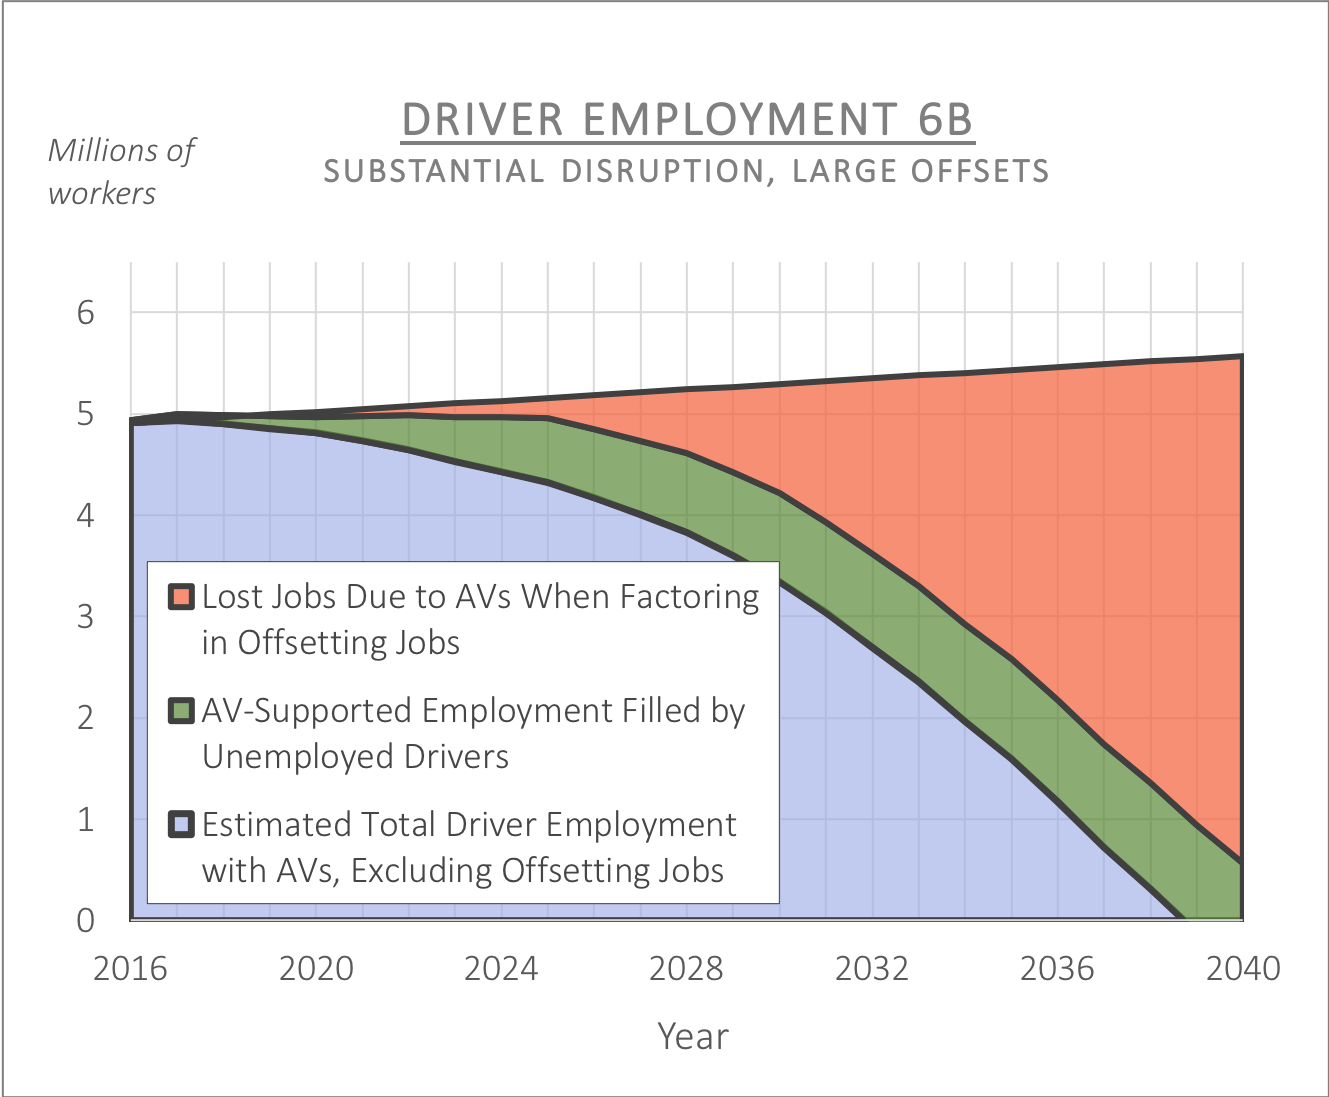 DRIVER EMPLOYMENT 6B
SUBSTANTIAL DISRUPTION, LARGE OFFSETS
Millions of
workers
6
5
4
3
2
1
0
Lost Jobs Due to AVs When Factoring
in Offsetting Jobs
AV-Supported Employment Filled by
Unemployed Drivers
Estimated Total Driver Employment
with AVs, Excluding Offsetting Jobs
2016 2020 2024 2028 2032 2036 2040
Year